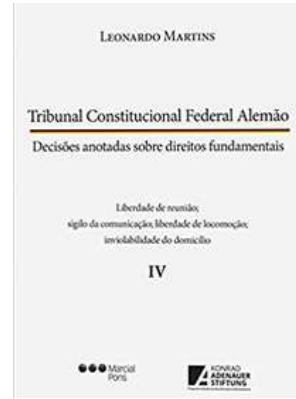 LEONARDO MARTINS
Tribunal Constitucional Federal Alemão
Decisões anotadas sobre direitos fundamentais
Liberdade de reunião;
sigilo da comunicação; liberdade de locomoção;
inviolabilidade do domicílio
IV
Marcial
Pons
KONRAD
ADENAUER
STIFTUNG